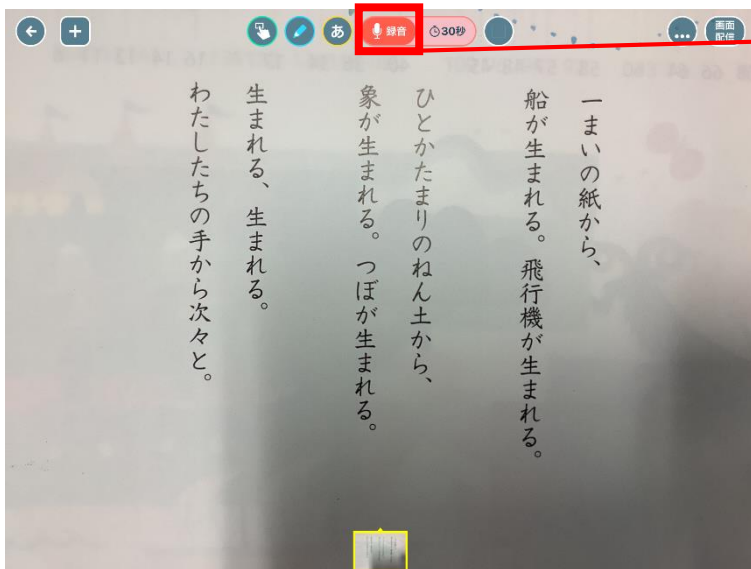 あ
録音
30秒
画面
配信
一まいの紙から、
船が生まれる。飛行機が生まれる。
ひとかたまりのねん土から、
象が生まれる。つぼが生まれる。
生まれる、生まれる。
わたしたちの手から次々と。